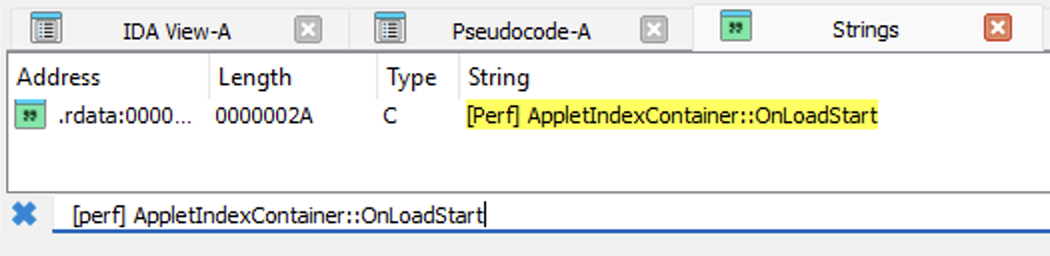 IDA View-A Pseudocode-A Strings
Address Length Type String
.rdata:0000... 0000002A C [Perf] AppletIndexContainer::OnLoadStart
[perf] AppletIndexContainer::OnLoadStart